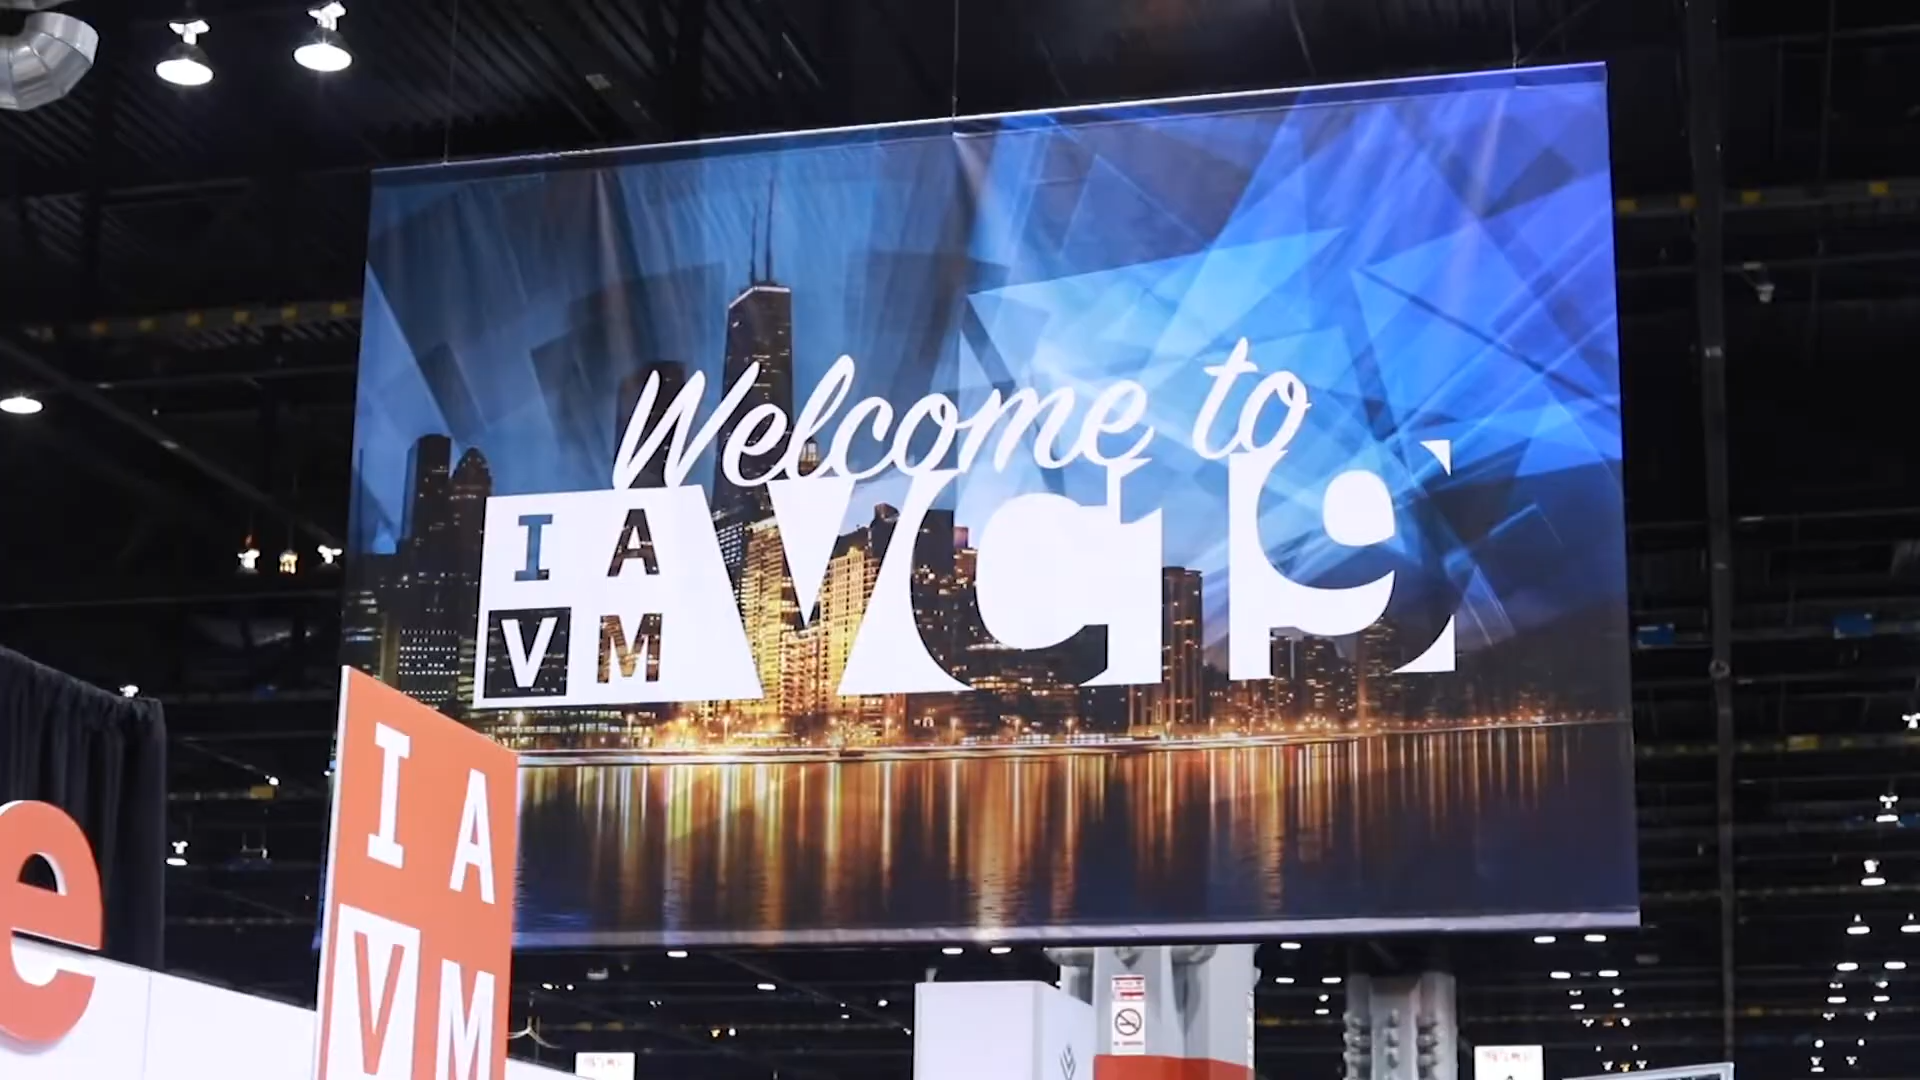 Welcome to
I A
V M
VC19
I A
V M
e